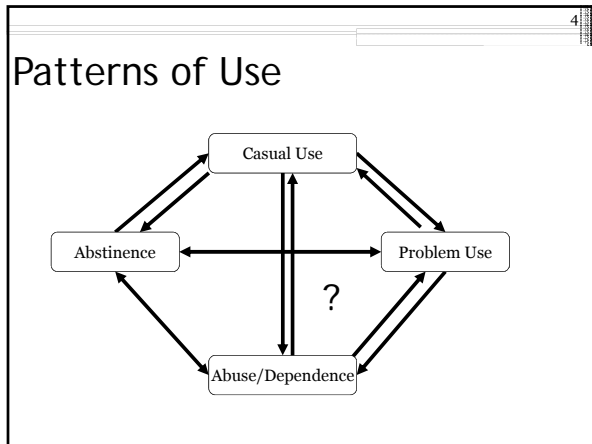 4
Patterns of Use
Casual Use
Abstinence
Problem Use
?
Abuse/Dependence